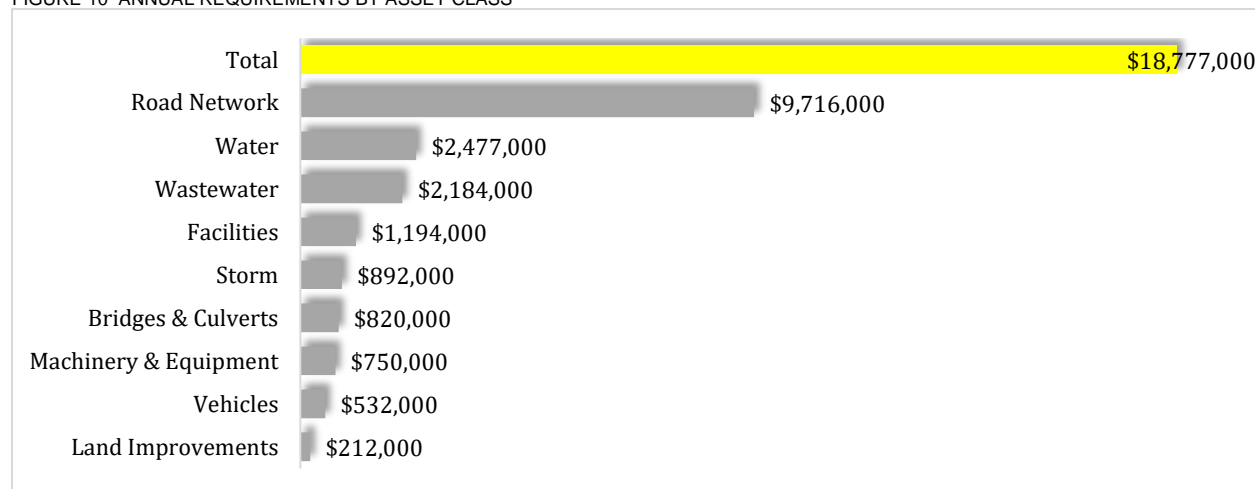 FIGURE 10 ANNUAL REQUIREMENTS BY ASSET CLASS
Total $18,777,000
Road Network $9,716,000
Water $2,477,000
Wastewater $2,184,000
Facilities $1,194,000
Storm $892,000
Bridges & Culverts $820,000
Machinery & Equipment $750,000
Vehicles $532,000
Land Improvements $212,000